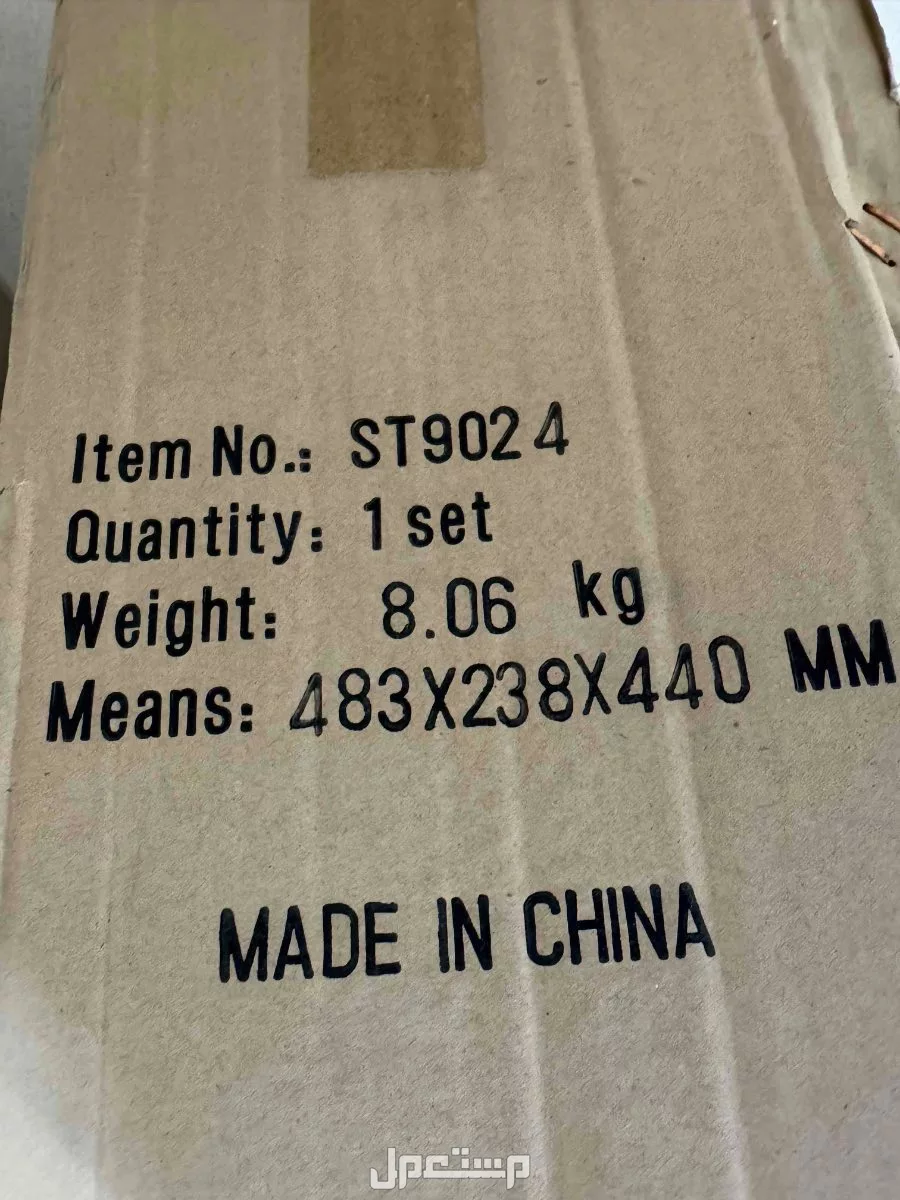 Item No.: ST9024
Quantity: 1 set
Weight: 8.06 kg
Means: 483X238X440 MM
MADE IN CHINA
مستعمل